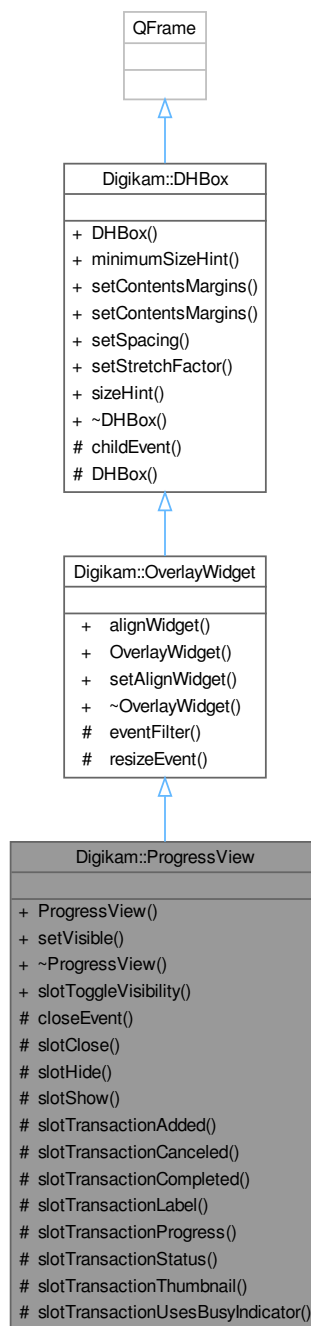 QFrame
Digikam::DHBox
+ DHBox()
+ minimumSizeHint()
+ setContentsMargins()
+ setContentsMargins()
+ setSpacing()
+ setStretchFactor()
+ sizeHint()
+ ~DHBox()
# childEvent()
# DHBox()
Digikam::OverlayWidget
+ alignWidget()
+ OverlayWidget()
+ setAlignWidget()
+ ~OverlayWidget()
# eventFilter()
# resizeEvent()
Digikam::ProgressView
+ ProgressView()
+ setVisible()
+ ~ProgressView()
+ slotToggleVisibility()
# closeEvent()
# slotClose()
# slotHide()
# slotShow()
# slotTransactionAdded()
# slotTransactionCanceled()
# slotTransactionCompleted()
# slotTransactionLabel()
# slotTransactionProgress()
# slotTransactionStatus()
# slotTransactionThumbnail()
# slotTransactionUsesBusyIndicator()